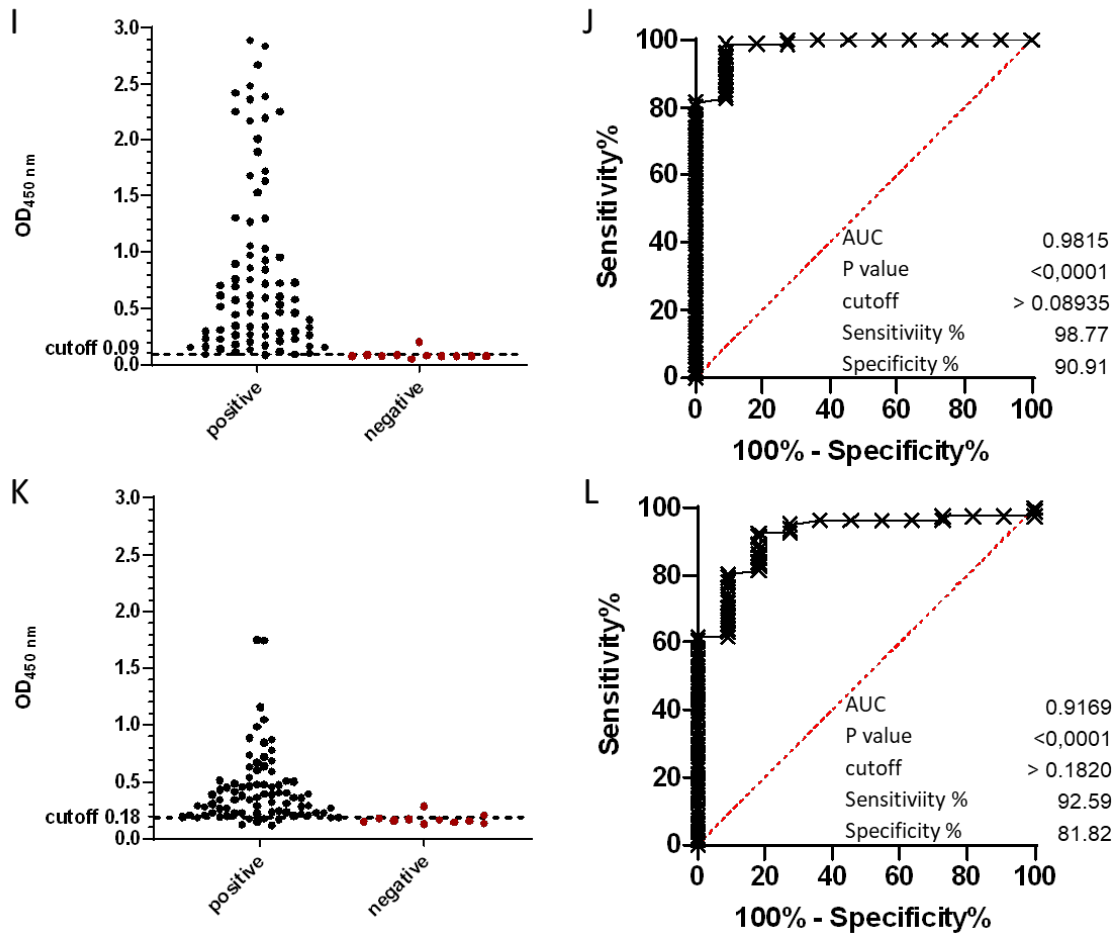 I
3.0
2.5
2.0
1.5
1.0
0.5
0.0
OD450 nm
cutoff 0.09
positive
negative
J
100
80
60
40
20
0
Sensitivity%
0 20 40 60 80 100
100% - Specificity%
AUC 0.9815
P value <0,0001
cutoff > 0.08935
Sensitiviity % 98.77
Specificity % 90.91
K
3.0
2.5
2.0
1.5
1.0
0.5
0.0
OD450 nm
cutoff 0.18
positive
negative
L
100
80
60
40
20
0
Sensitivity%
0 20 40 60 80 100
100% - Specificity%
AUC 0.9169
P value <0,0001
cutoff > 0.1820
Sensitiviity % 92.59
Specificity % 81.82